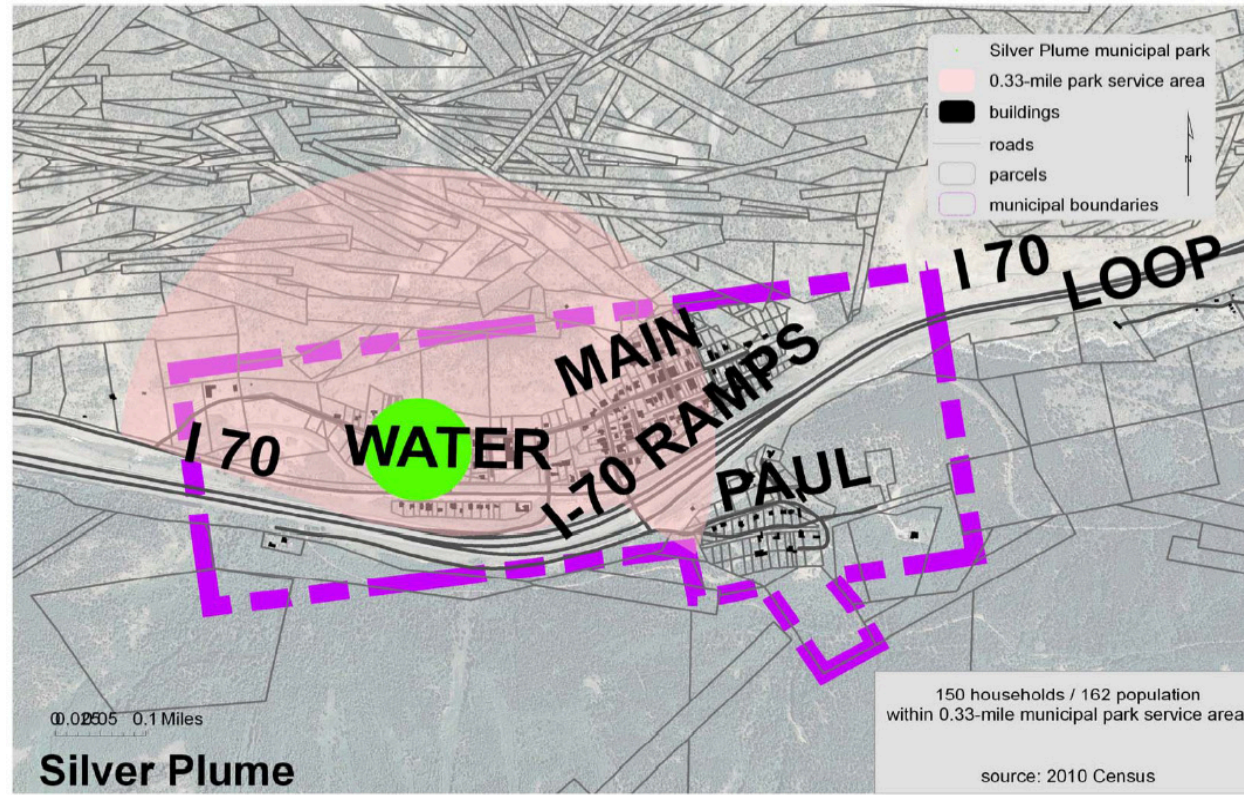 Silver Plume municipal park
0.33-mile park service area
buildings
roads
parcels
municipal boundaries
N
I 70
LOOP
MAIN
I-70 RAMPS
WATER
I 70
PAUL
0.1 Miles
Silver Plume
150 households / 162 population
within 0.33-mile municipal park service area
source: 2010 Census